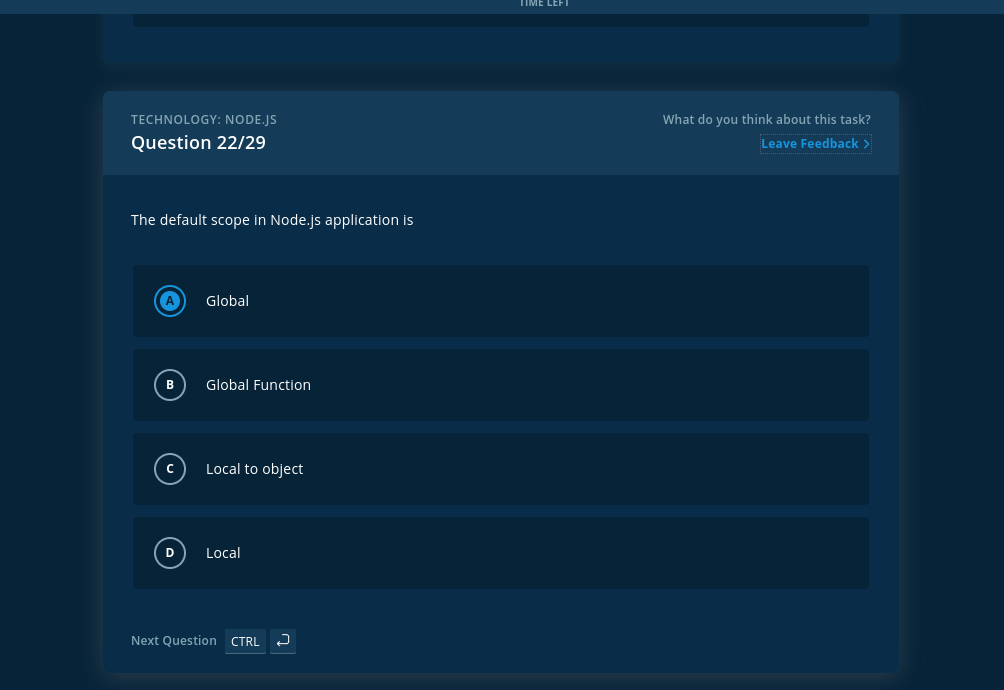 TIME LEFT
TECHNOLOGY: NODE.JS
What do you think about this task?
Question 22/29
Leave Feedback
The default scope in Node.js application is
A Global
B Global Function
C Local to object
D Local
Next Question CTRL